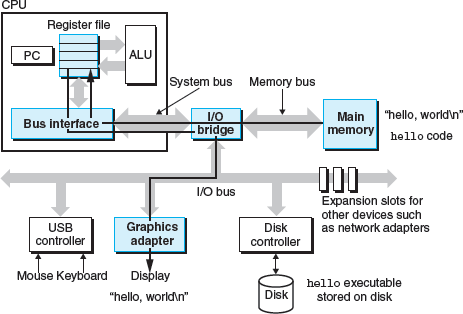 CPU
Register file
PC
ALU
System bus
Memory bus
Bus interface
I/O
bridge
Main
memory
"hello, world\n"
hello code
I/O bus
Expansion slots for
other devices such
as network adapters
USB
controller
Graphics
adapter
Disk
controller
Mouse Keyboard
Display
"hello, world\n"
Disk
hello executable
stored on disk